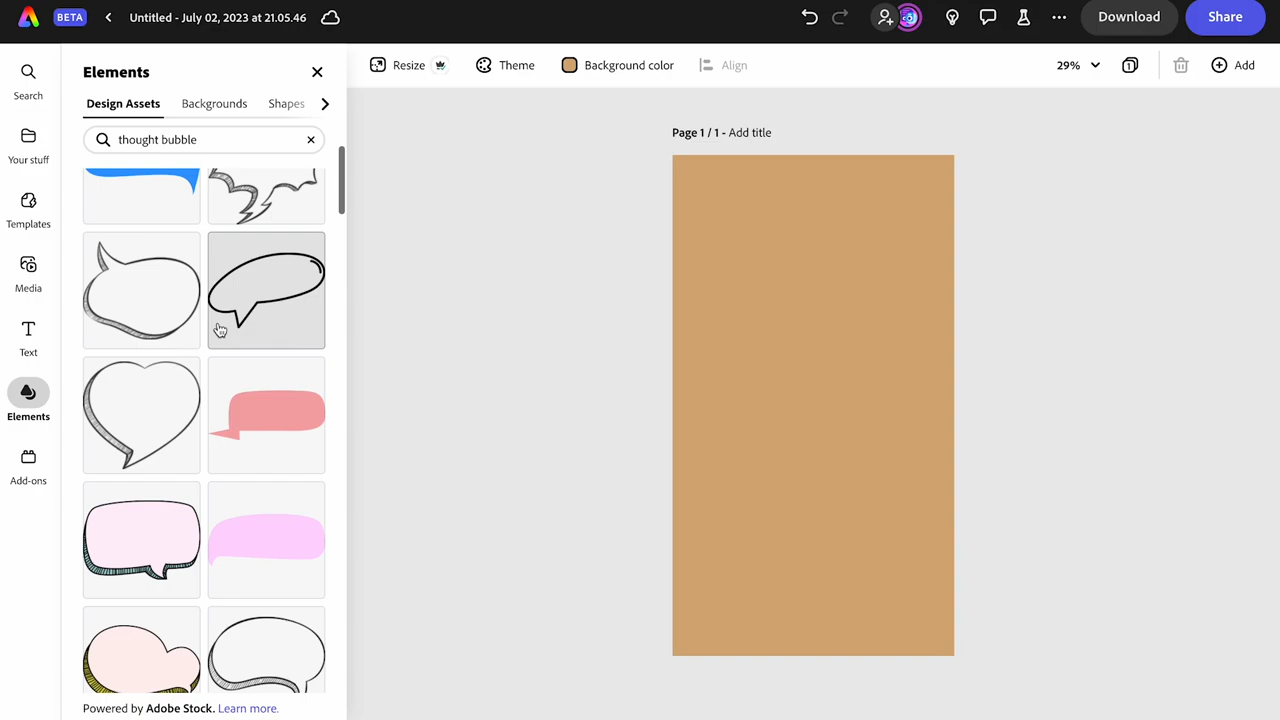 BETA
Untitled - July 02, 2023 at 21.05.46
Download
Share
Search
Your stuff
Templates
Media
Text
Elements
Add-ons
Elements
Design Assets
Backgrounds
Shapes
thought bubble
Powered by Adobe Stock. Learn more.
Resize
Theme
Background color
Align
29%
Add
Page 1 / 1 - Add title